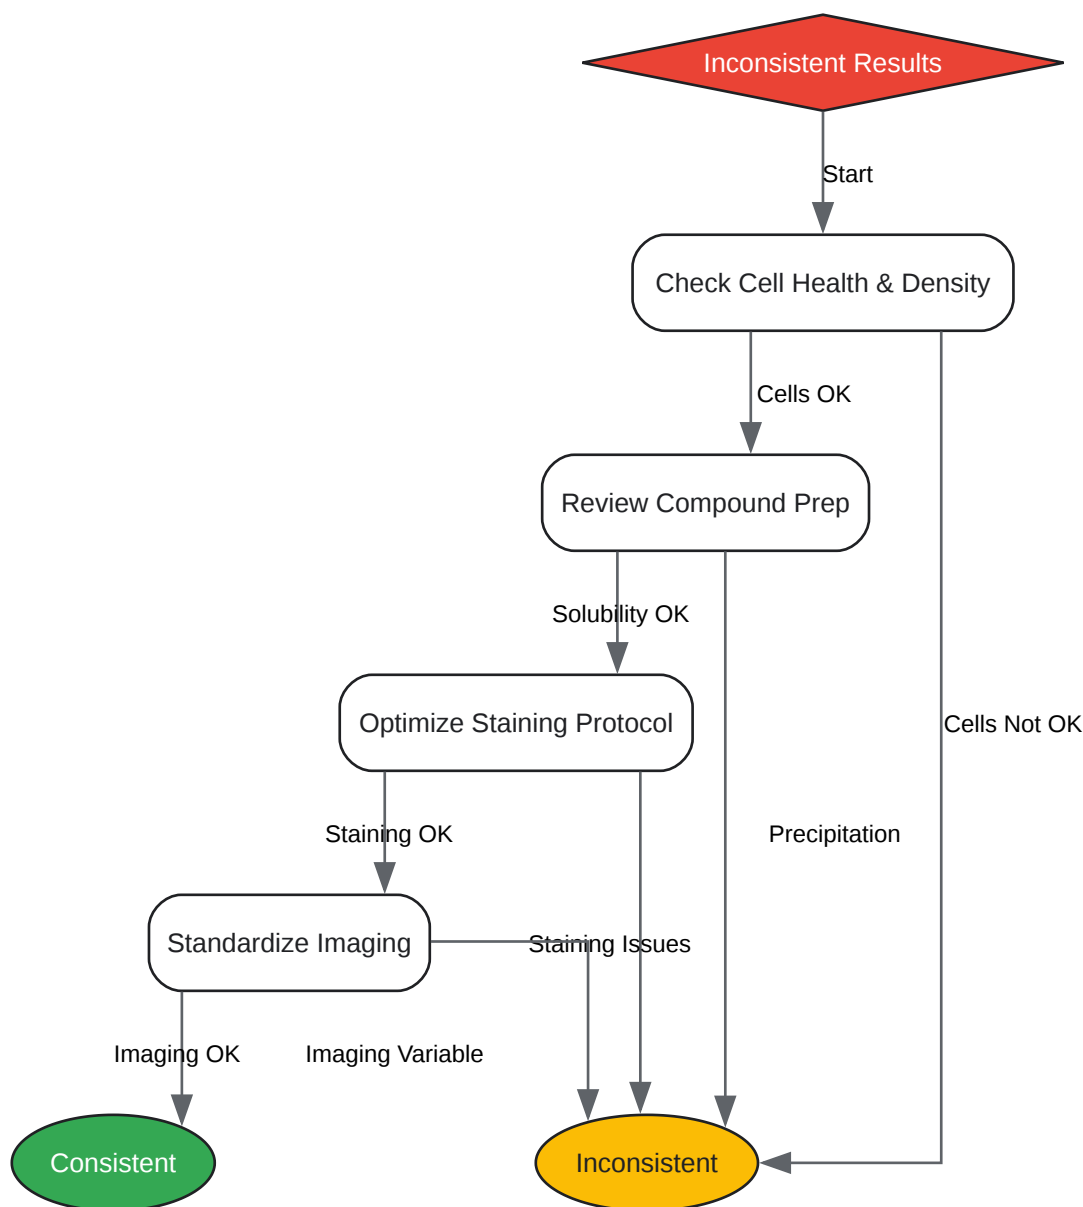 Inconsistent Results
Start
Check Cell Health & Density
Cells OK
Review Compound Prep
Solubility OK
Optimize Staining Protocol
Cells Not OK
Staining OK
Precipitation
Standardize Imaging
Staining Issues
Imaging OK
Imaging Variable
Consistent
Inconsistent